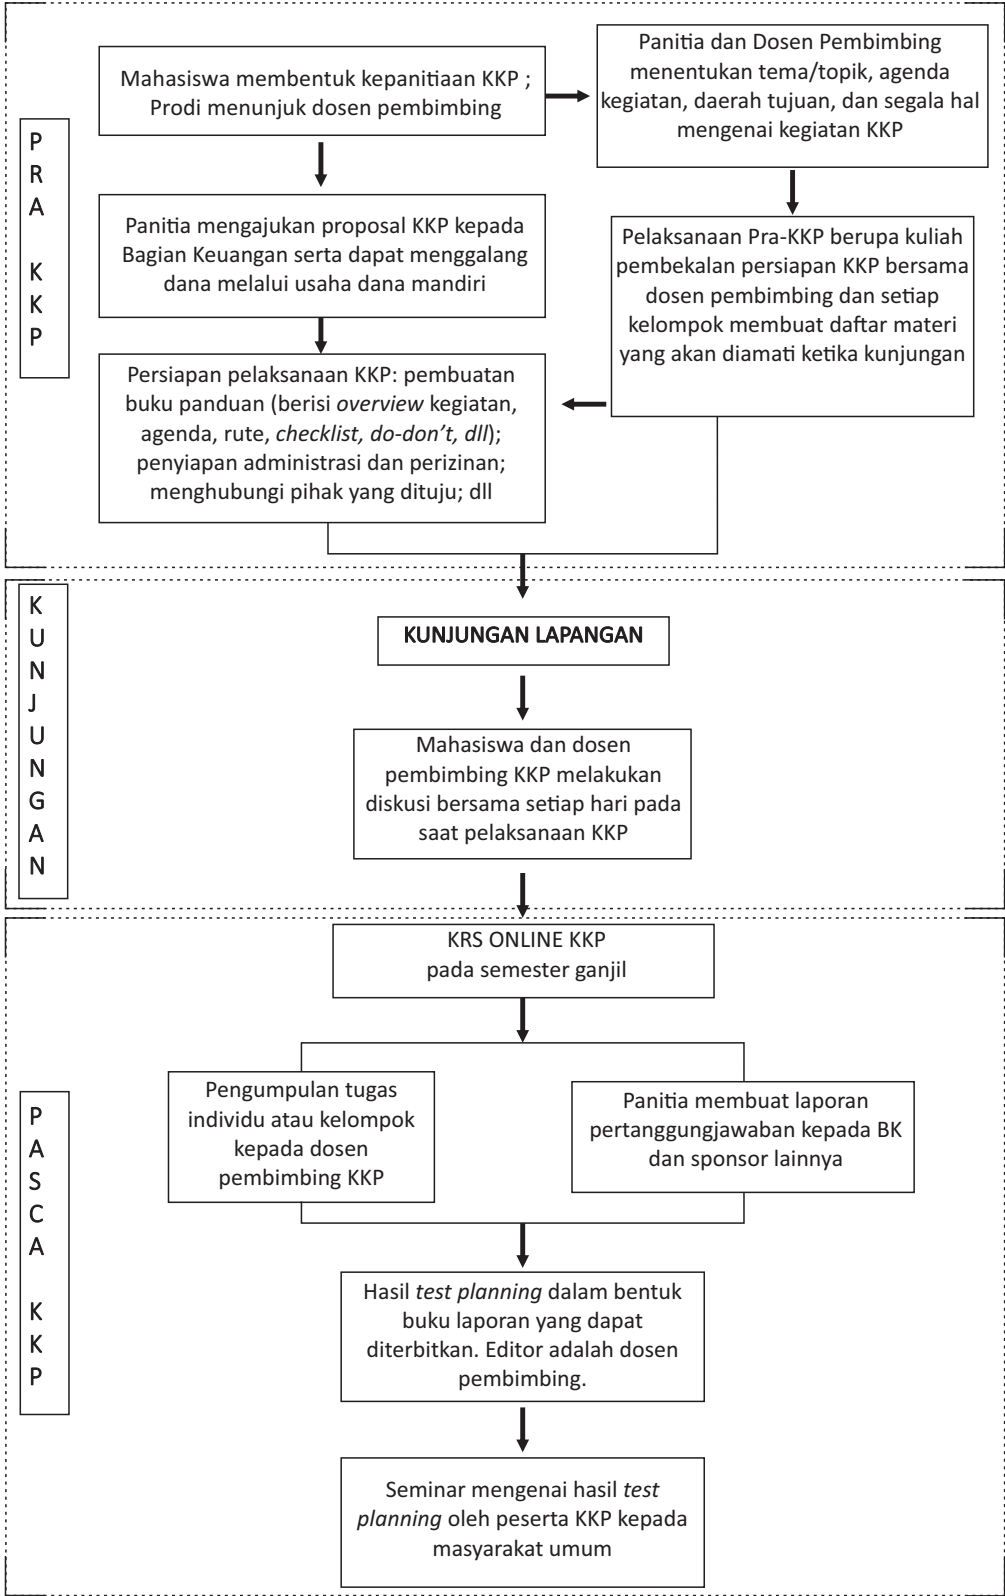 PRA KKP
Mahasiswa membentuk kepanitiaan KKP ;
Prodi menunjuk dosen pembimbing
Panitia dan Dosen Pembimbing
menentukan tema/topik, agenda
kegiatan, daerah tujuan, dan segala hal
mengenai kegiatan KKP
Panitia mengajukan proposal KKP kepada
Bagian Keuangan serta dapat menggalang
dana melalui usaha dana mandiri
Pelaksanaan Pra-KKP berupa kuliah
pembekalan persiapan KKP bersama
dosen pembimbing dan setiap
kelompok membuat daftar materi
yang akan diamati ketika kunjungan
Persiapan pelaksanaan KKP: pembuatan
buku panduan (berisi overview kegiatan,
agenda, rute, checklist, do-don't, dll);
penyiapan administrasi dan perizinan;
menghubungi pihak yang dituju; dll
KUNJUNGAN
KUNJUNGAN LAPANGAN
Mahasiswa dan dosen
pembimbing KKP melakukan
diskusi bersama setiap hari pada
saat pelaksanaan KKP
PASCA KKP
KRS ONLINE KKP
pada semester ganjil
Pengumpulan tugas
individu atau kelompok
kepada dosen
pembimbing KKP
Panitia membuat laporan
pertanggungjawaban kepada BK
dan sponsor lainnya
Hasil test planning dalam bentuk
buku laporan yang dapat
diterbitkan. Editor adalah dosen
pembimbing.
Seminar mengenai hasil test
planning oleh peserta KKP kepada
masyarakat umum